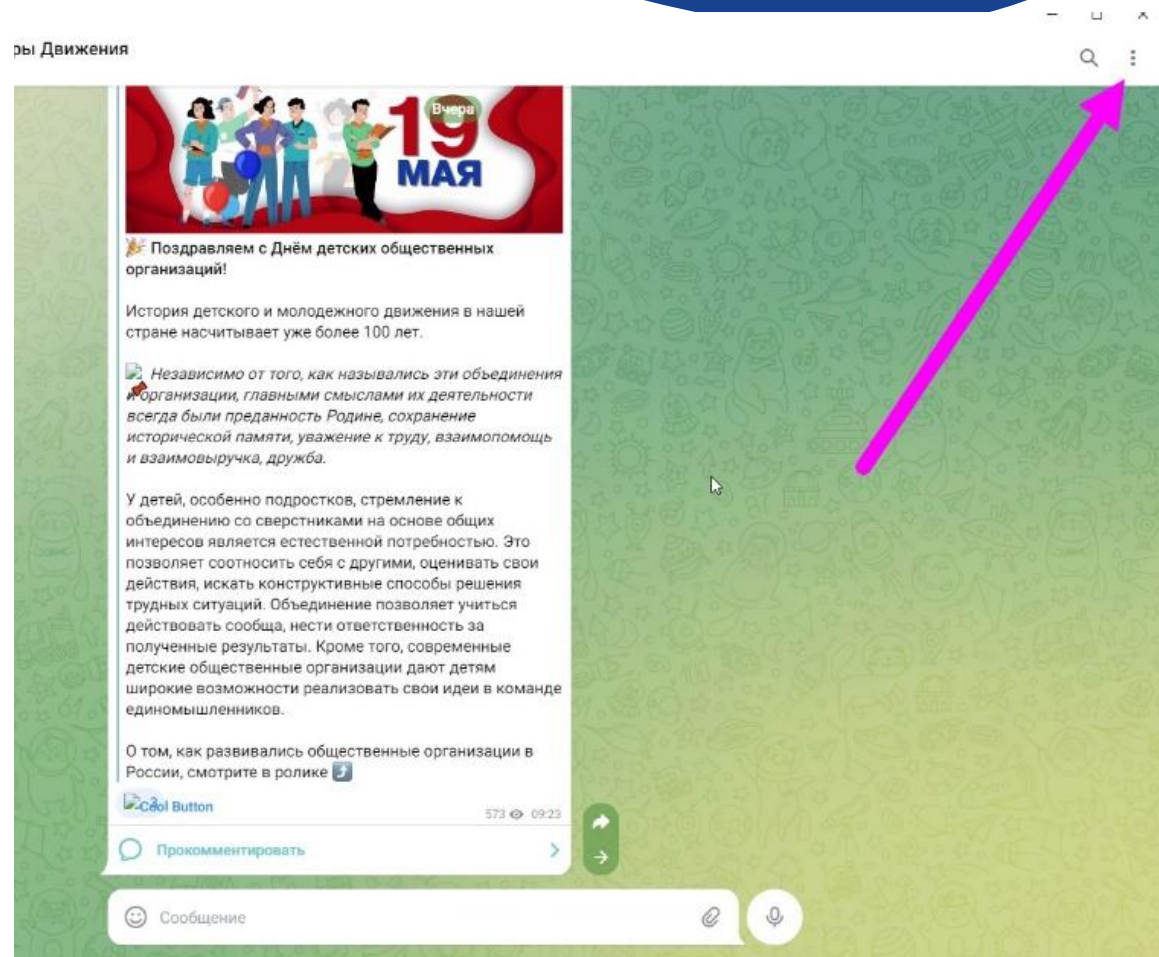 ры Движения
Вчера
19
МАЯ
🎉 Поздравляем с Днём детских общественных
организаций!
История детского и молодежного движения в нашей
стране насчитывает уже более 100 лет.
Независимо от того, как назывались эти объединения
и организации, главными смыслами их деятельности
всегда были преданность Родине, сохранение
исторической памяти, уважение к труду, взаимопомощь
и взаимовыручка, дружба.
У детей, особенно подростков, стремление к
объединению со сверстниками на основе общих
интересов является естественной потребностью. Это
позволяет соотносить себя с другими, оценивать свои
действия, искать конструктивные способы решения
трудных ситуаций. Объединение позволяет учиться
действовать сообща, нести ответственность за
полученные результаты. Кроме того, современные
детские общественные организации дают детям
широкие возможности реализовать свои идеи в команде
единомышленников.
О том, как развивались общественные организации в
России, смотрите в ролике ⤴️
Cool Button
573 09:23
Прокомментировать
Сообщение